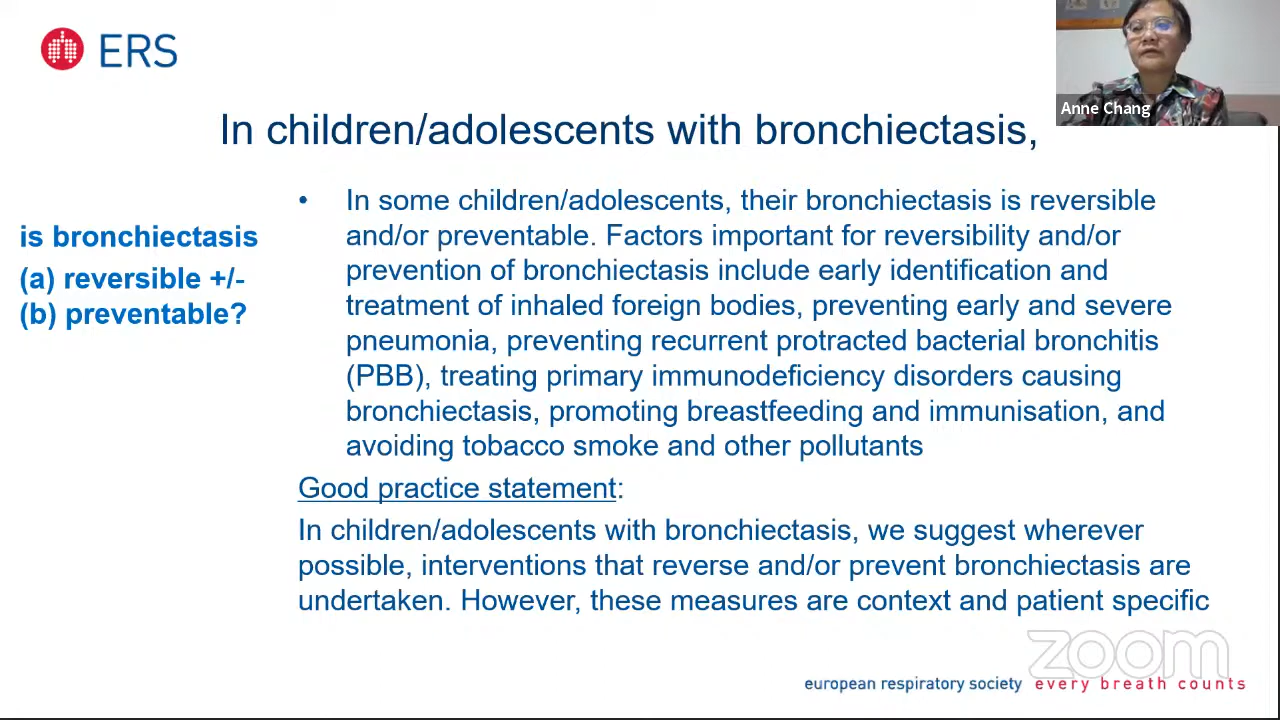 ERS
Anne Chang
In children/adolescents with bronchiectasis,
is bronchiectasis
(a) reversible +/-
(b) preventable?
• In some children/adolescents, their bronchiectasis is reversible
and/or preventable. Factors important for reversibility and/or
prevention of bronchiectasis include early identification and
treatment of inhaled foreign bodies, preventing early and severe
pneumonia, preventing recurrent protracted bacterial bronchitis
(PBB), treating primary immunodeficiency disorders causing
bronchiectasis, promoting breastfeeding and immunisation, and
avoiding tobacco smoke and other pollutants
Good practice statement:
In children/adolescents with bronchiectasis, we suggest wherever
possible, interventions that reverse and/or prevent bronchiectasis are
undertaken. However, these measures are context and patient specific
zoom
european respiratory society every breath counts